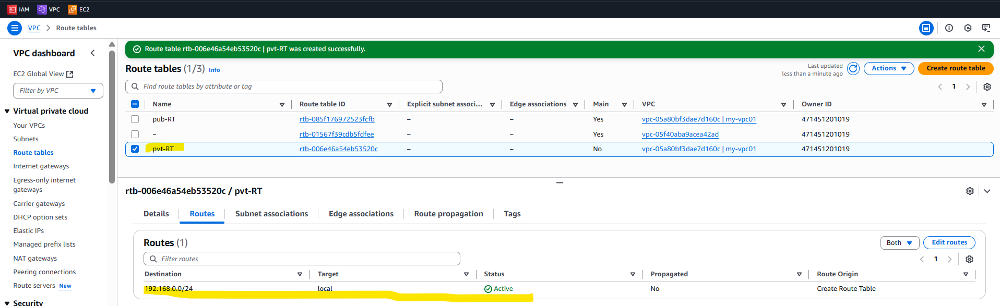 IAM VPC EC2
VPC > Route tables
VPC dashboard
EC2 Global View
Filter by VPC
Virtual private cloud
Your VPCs
Subnets
Route tables
Internet gateways
Egress-only internet
gateways
Carrier gateways
DHCP option sets
Elastic IPs
Managed prefix lists
NAT gateways
Peering connections
Route servers New
Security
Route table rtb-006e46a54eb53520c | pvt-RT was created successfully.
Route tables (1/3) Info
Last updated
less than a minute ago
Actions
Create route table
Find route tables by attribute or tag
1
Name Route table ID Explicit subnet associ... Edge associations Main VPC Owner ID
pub-RT rtb-085f176972523fcfb – – Yes vpc-05a80bf3dae7d160c | my-vpc01 471451201019
– rtb-01567f39cdb5fdfee – – Yes vpc-05f40aba9acea42ad 471451201019
pvt-RT rtb-006e46a54eb53520c – – No vpc-05a80bf3dae7d160c | my-vpc01 471451201019
rtb-006e46a54eb53520c / pvt-RT
Details Routes Subnet associations Edge associations Route propagation Tags
Routes (1)
Both
Edit routes
Filter routes
1
Destination Target Status Propagated Route Origin
192.168.0.0/24 local Active No Create Route Table